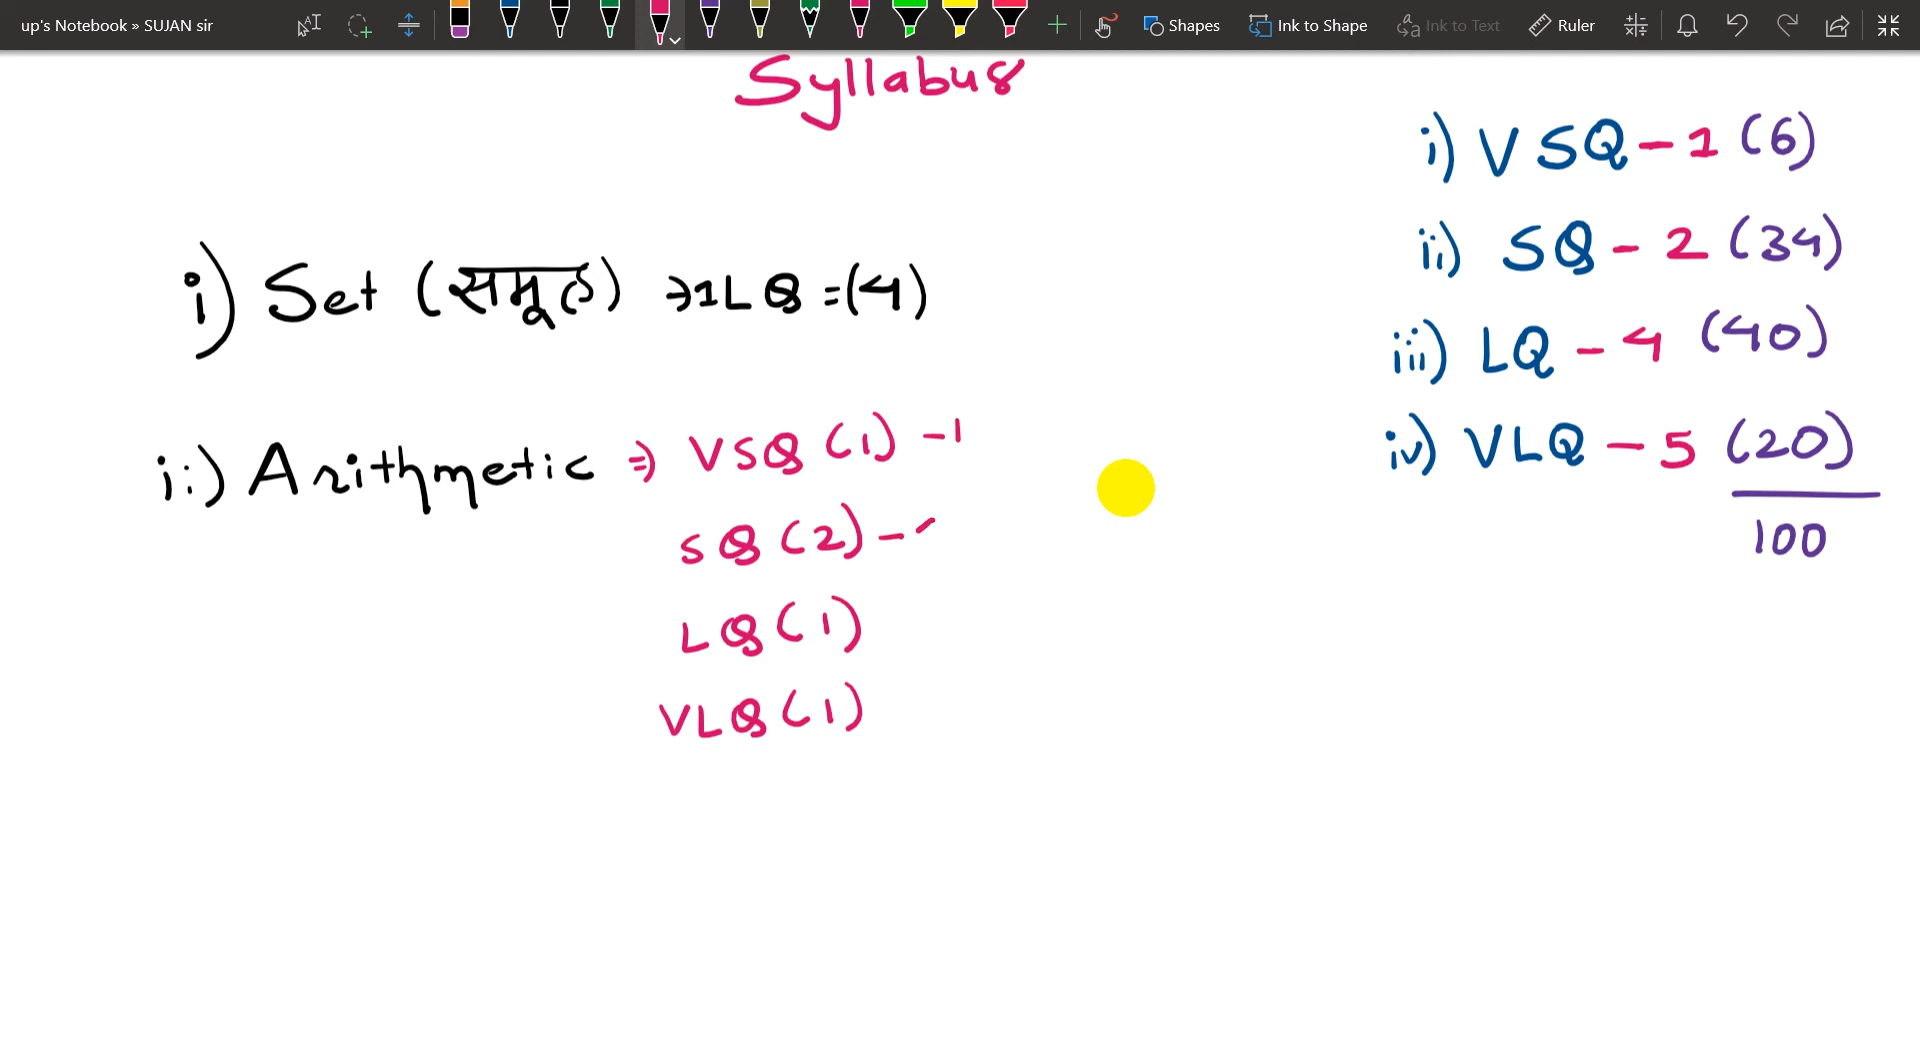 up's Notebook » SUJAN sir
Shapes
Ink to Shape
Ink to Text
Ruler
Syllabus
i) Set (समूह) →1LQ =(4)
ii) Arithmetic ⇒ VSQ (1) -1
SQ (2) -
LQ (1)
VLQ (1)
i) VSQ - 1 (6)
ii) SQ - 2 (34)
iii) LQ - 4 (40)
iv) VLQ - 5 (20)
100